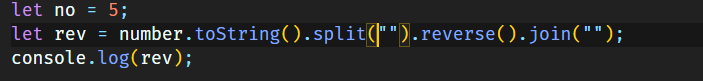 let no = 5;
let rev = number.toString().split("").reverse().join("");
console.log(rev);